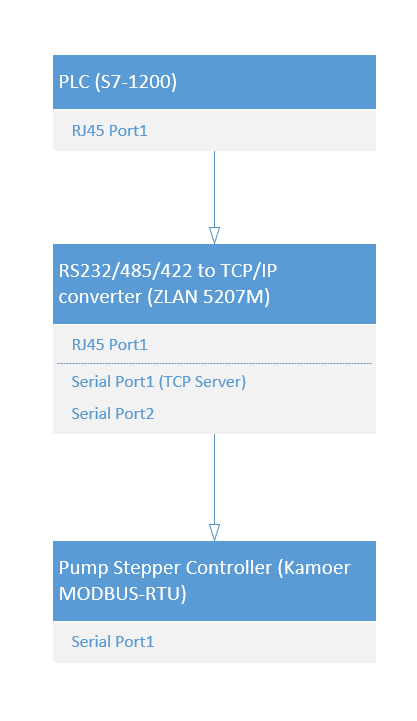 PLC (S7-1200)
RJ45 Port1
RS232/485/422 to TCP/IP
converter (ZLAN 5207M)
RJ45 Port1
Serial Port1 (TCP Server)
Serial Port2
Pump Stepper Controller (Kamoer
MODBUS-RTU)
Serial Port1